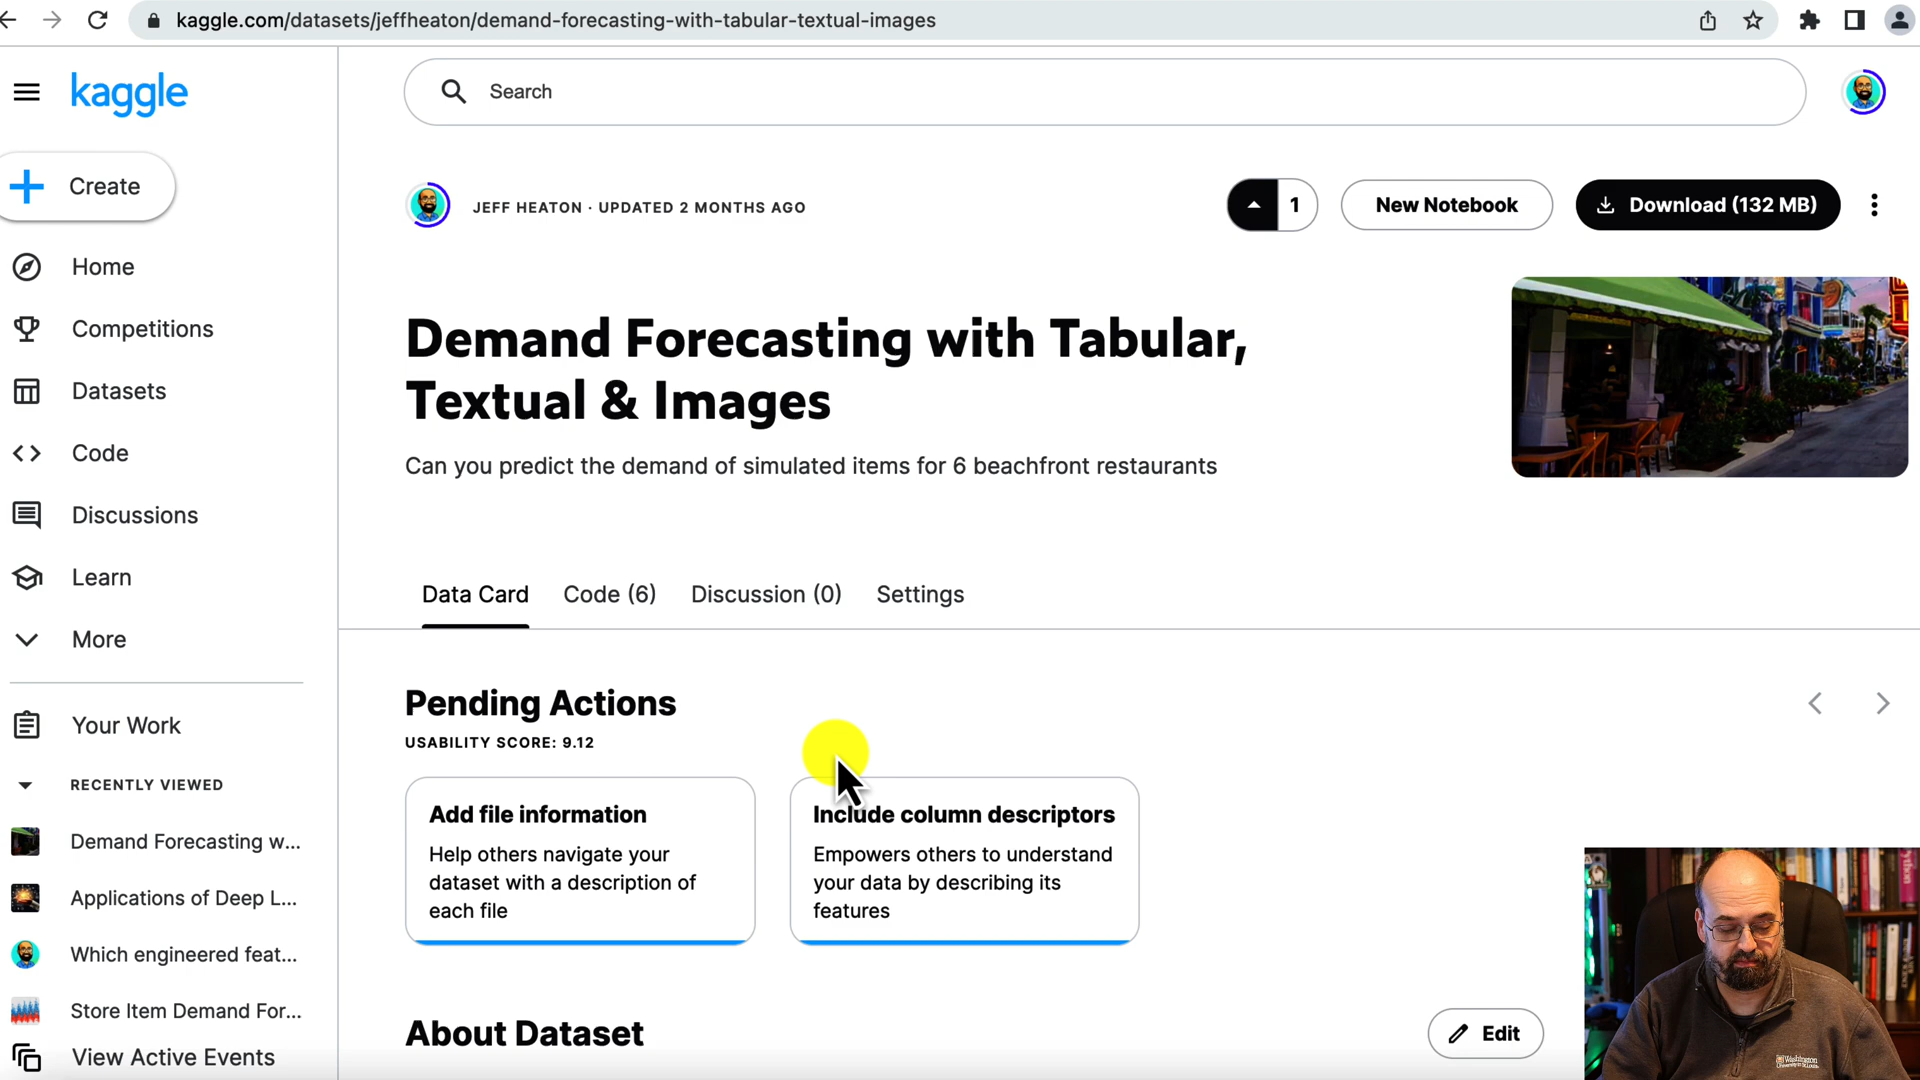 kaggle.com/datasets/jeffheaton/demand-forecasting-with-tabular-textual-images
kaggle
Search
Create
JEFF HEATON · UPDATED 2 MONTHS AGO
1
New Notebook
Download (132 MB)
Home
Competitions
Datasets
Code
Discussions
Learn
More
Demand Forecasting with Tabular,
Textual & Images
Can you predict the demand of simulated items for 6 beachfront restaurants
Data Card
Code (6)
Discussion (0)
Settings
Your Work
RECENTLY VIEWED
Demand Forecasting w...
Applications of Deep L...
Which engineered feat...
Store Item Demand For...
View Active Events
Pending Actions
USABILITY SCORE: 9.12
Add file information
Help others navigate your
dataset with a description of
each file
Include column descriptors
Empowers others to understand
your data by describing its
features
About Dataset
Edit
Washington